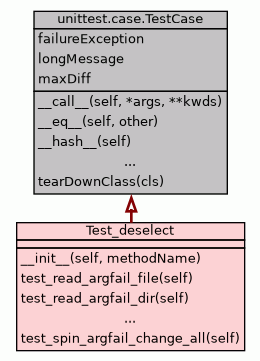 unittest.case.TestCase
failureException
longMessage
maxDiff
__call__(self, *args, **kwds)
__eq__(self, other)
__hash__(self)
...
tearDownClass(cls)
Test_deselect
__init__(self, methodName)
test_read_argfail_file(self)
test_read_argfail_dir(self)
...
test_spin_argfail_change_all(self)